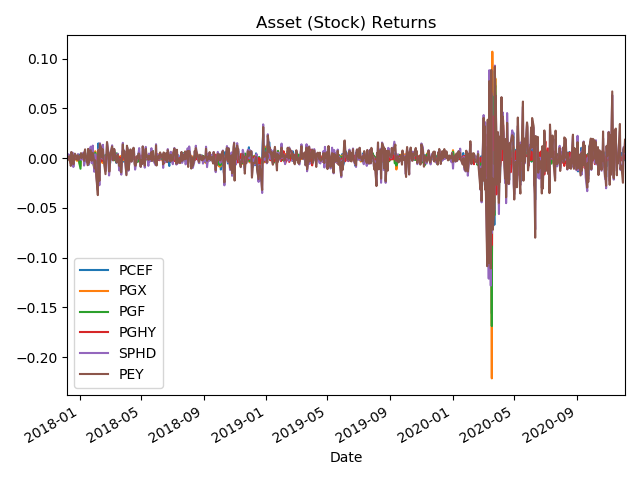 Asset (Stock) Returns
0.10
0.05
0.00
−0.05
−0.10
−0.15
−0.20
PCEF
PGX
PGF
PGHY
SPHD
PEY
2018-01
2018-05
2018-09
2019-01
2019-05
2019-09
2020-01
2020-05
2020-09
Date